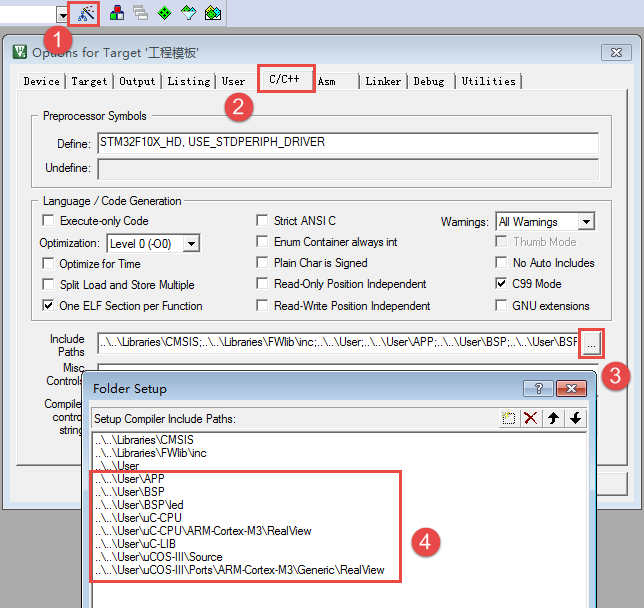 1
Options for Target '工程模板'
Device Target Output Listing User C/C++ Asm Linker Debug Utilities
2
Preprocessor Symbols
Define: STM32F10X_HD, USE_STDPERIPH_DRIVER
Undefine:
Language / Code Generation
Execute-only Code Strict ANSI C Warnings: All Warnings
Optimization: Level 0 (-O0) Enum Container always int Thumb Mode
Optimize for Time Plain Char is Signed No Auto Includes
Split Load and Store Multiple Read-Only Position Independent C99 Mode
One ELF Section per Function Read-Write Position Independent GNU extensions
Include Paths ..\..\Libraries\CMSIS;..\..\Libraries\FWlib\inc;..\..\User;..\..\User\APP;..\..\User\BSP;..\..\User\BSP ...
3
Misc
Controls
Compiler
control
string
Folder Setup
?
Setup Compiler Include Paths:
..\..\Libraries\CMSIS
..\..\Libraries\FWlib\inc
..\..\User
..\..\User\APP
..\..\User\BSP
..\..\User\BSP\led
..\..\User\uC-CPU
..\..\User\uC-CPU\ARM-Cortex-M3\RealView
..\..\User\uC-LIB
..\..\User\uCOS-III\Source
..\..\User\uCOS-III\Ports\ARM-Cortex-M3\Generic\RealView
4